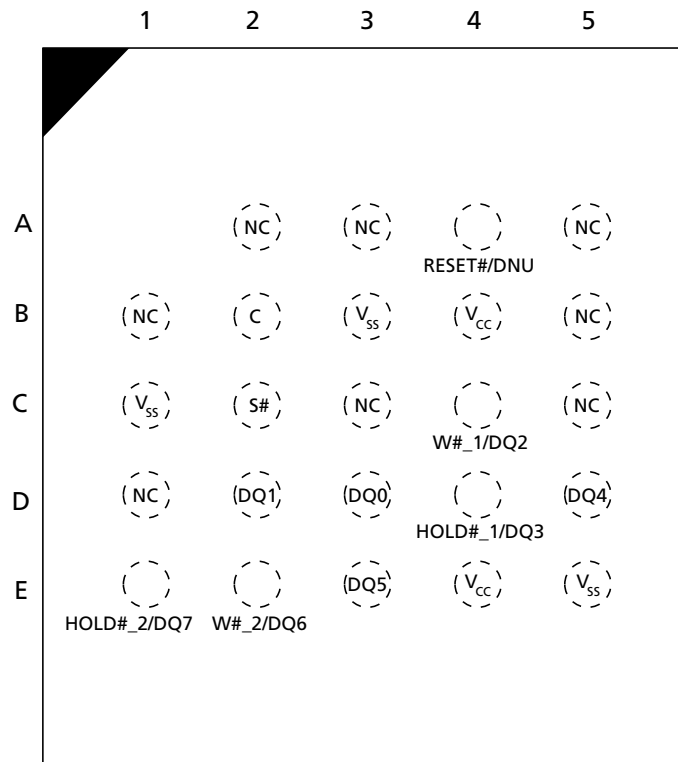 1 2 3 4 5
A NC NC NC
RESET#/DNU
B NC C VSS VCC NC
C VSS S# NC NC
W#_1/DQ2
D NC DQ1 DQ0 DQ4
HOLD#_1/DQ3
E DQ5 VCC VSS
HOLD#_2/DQ7 W#_2/DQ6